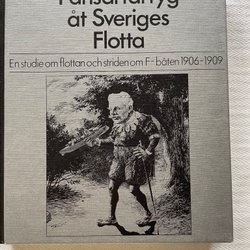 Pansarfartyg
åt Sveriges
Flotta
En studie om flottan och striden om F-båten 1906-1909